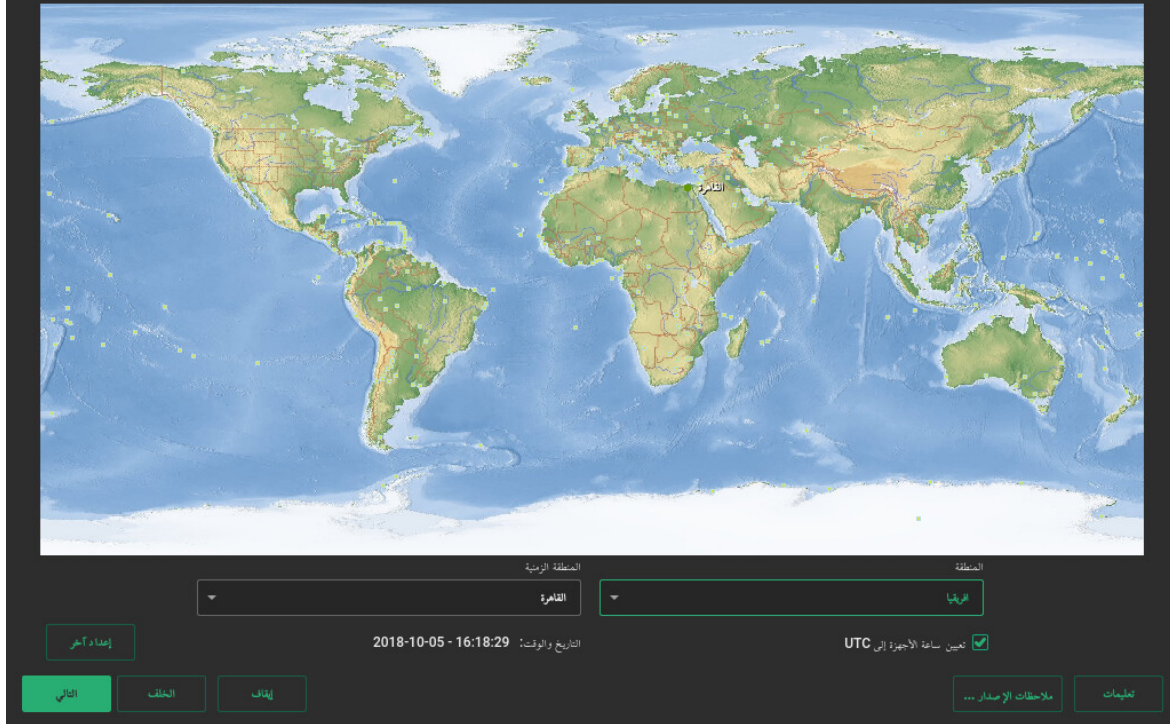 القاهرة
المنطقة
المنطقة الزمنية
افريقيا
القاهرة
تعيين ساعة الأجهزة إلى UTC
التاريخ والوقت: 2018-10-05 - 16:18:29
إعداد آخر
تعليمات
ملاحظات الإصدار ...
إيقاف
الخلف
التالي